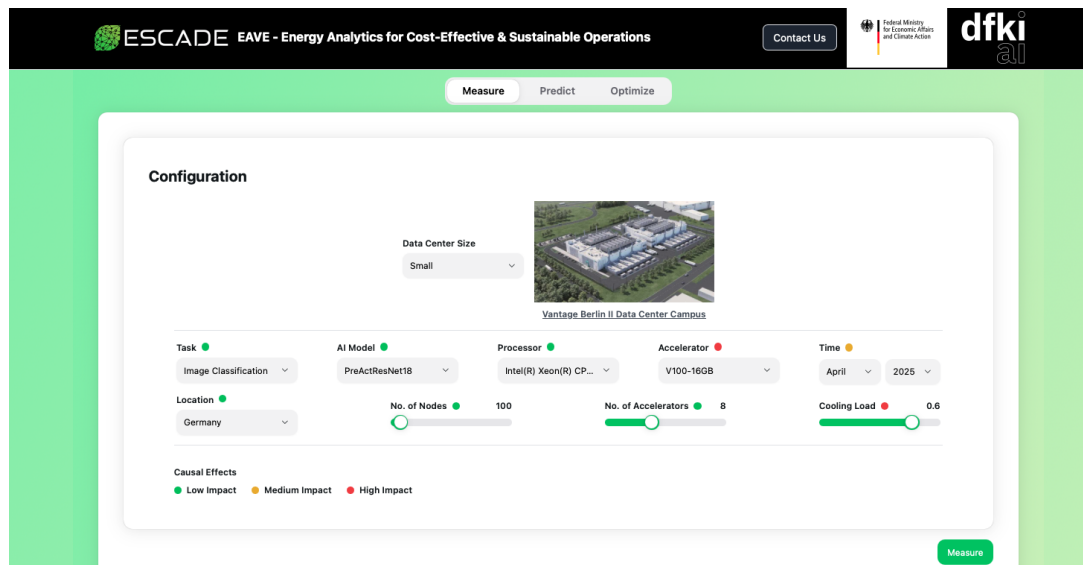 ESCADE EAVE - Energy Analytics for Cost-Effective & Sustainable Operations
Contact Us
Federal Ministry
for Economic Affairs
and Climate Action
dfki
ai
Measure Predict Optimize
Configuration
Data Center Size
Small
Vantage Berlin II Data Center Campus
Task AI Model Processor Accelerator Time
Image Classification PreActResNet18 Intel(R) Xeon(R) CP... V100-16GB April 2025
Location No. of Nodes 100 No. of Accelerators 8 Cooling Load 0.6
Germany
Causal Effects
Low Impact Medium Impact High Impact
Measure